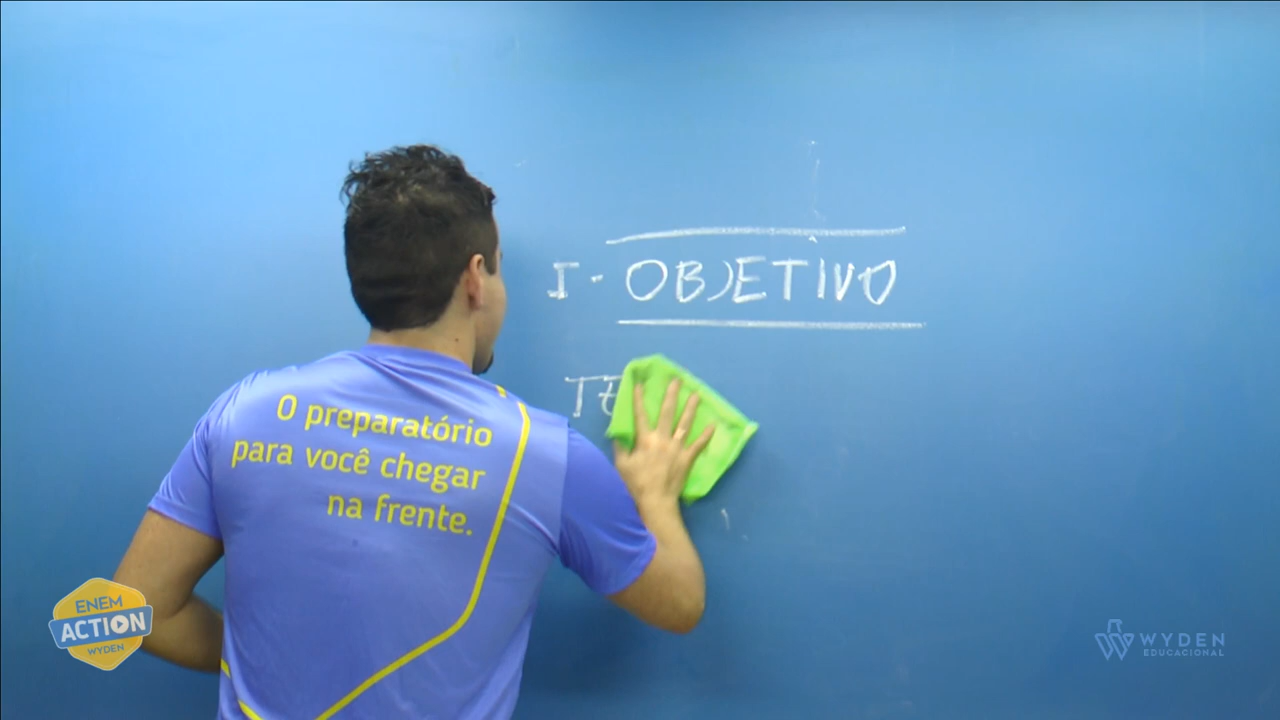 I - OBJETIVO
O preparatório
para você chegar
na frente.
ENEM
ACTION
WYDEN
WYDEN
EDUCACIONAL